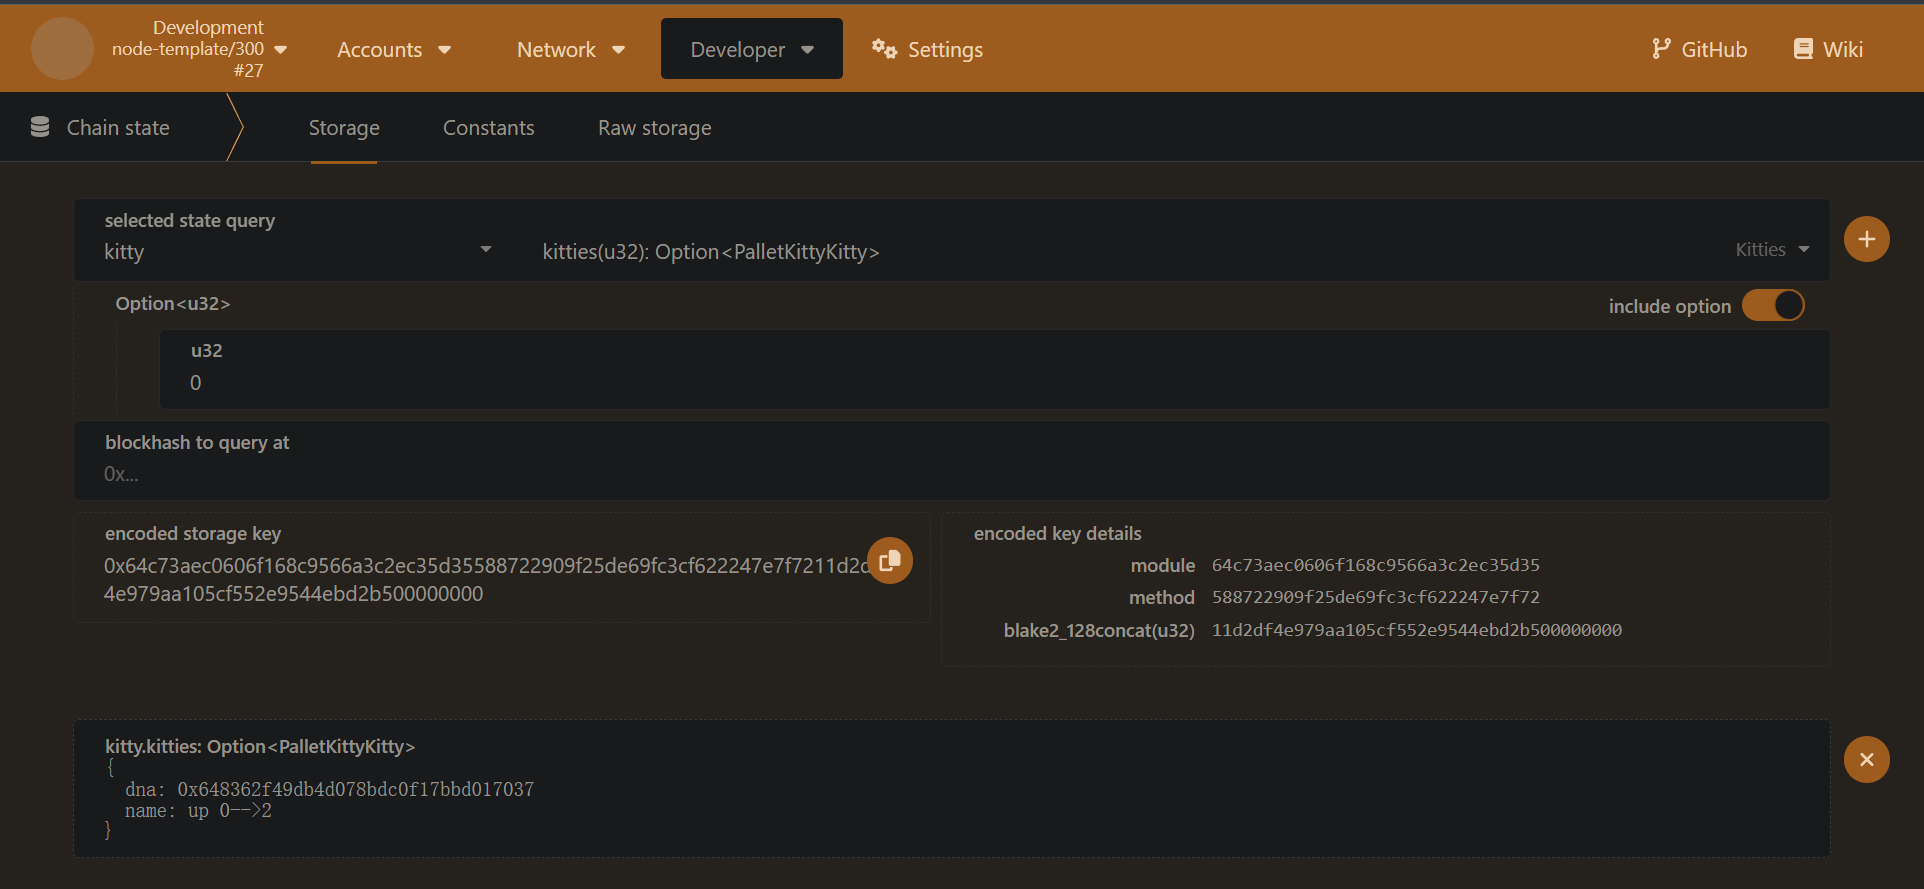 Development
node-template/300
#27
Accounts
Network
Developer
Settings
GitHub
Wiki
Chain state
Storage
Constants
Raw storage
selected state query
kitty
kitties(u32): Option<PalletKittyKitty>
Kitties
Option<u32>
include option
u32
0
blockhash to query at
0x...
encoded storage key
0x64c73aec0606f168c9566a3c2ec35d35588722909f25de69fc3cf622247e7f7211d2d
4e979aa105cf552e9544ebd2b500000000
encoded key details
module 64c73aec0606f168c9566a3c2ec35d35
method 588722909f25de69fc3cf622247e7f72
blake2_128concat(u32) 11d2df4e979aa105cf552e9544ebd2b500000000
kitty.kitties: Option<PalletKittyKitty>
{
dna: 0x648362f49db4d078bdc0f17bbd017037
name: up 0-->2
}